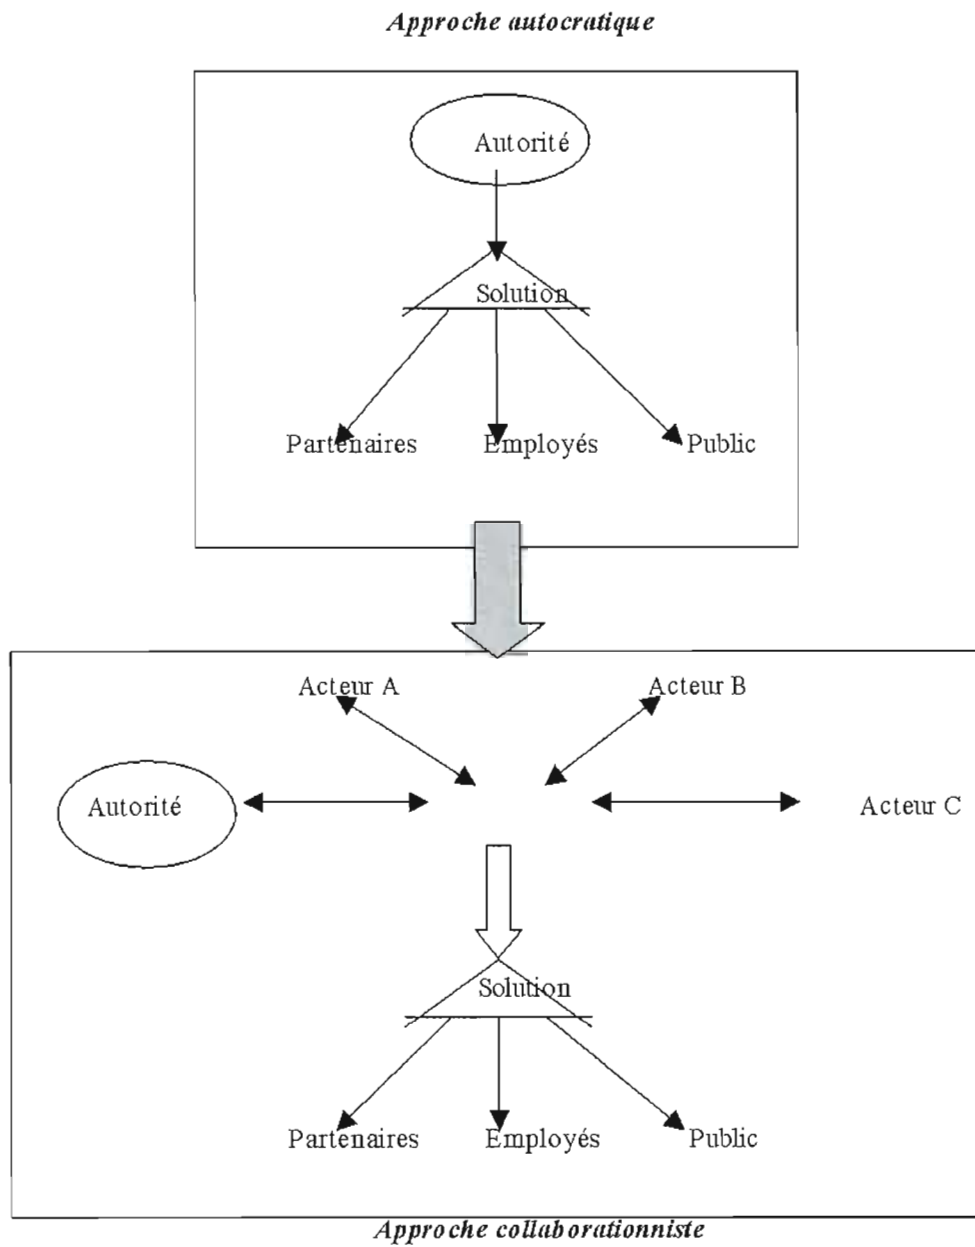 Approche autocratique
Autorité
Solution
Partenaires Employés Public
Acteur A Acteur B
Autorité Acteur C
Solution
Partenaires Employés Public
Approche collaborationniste